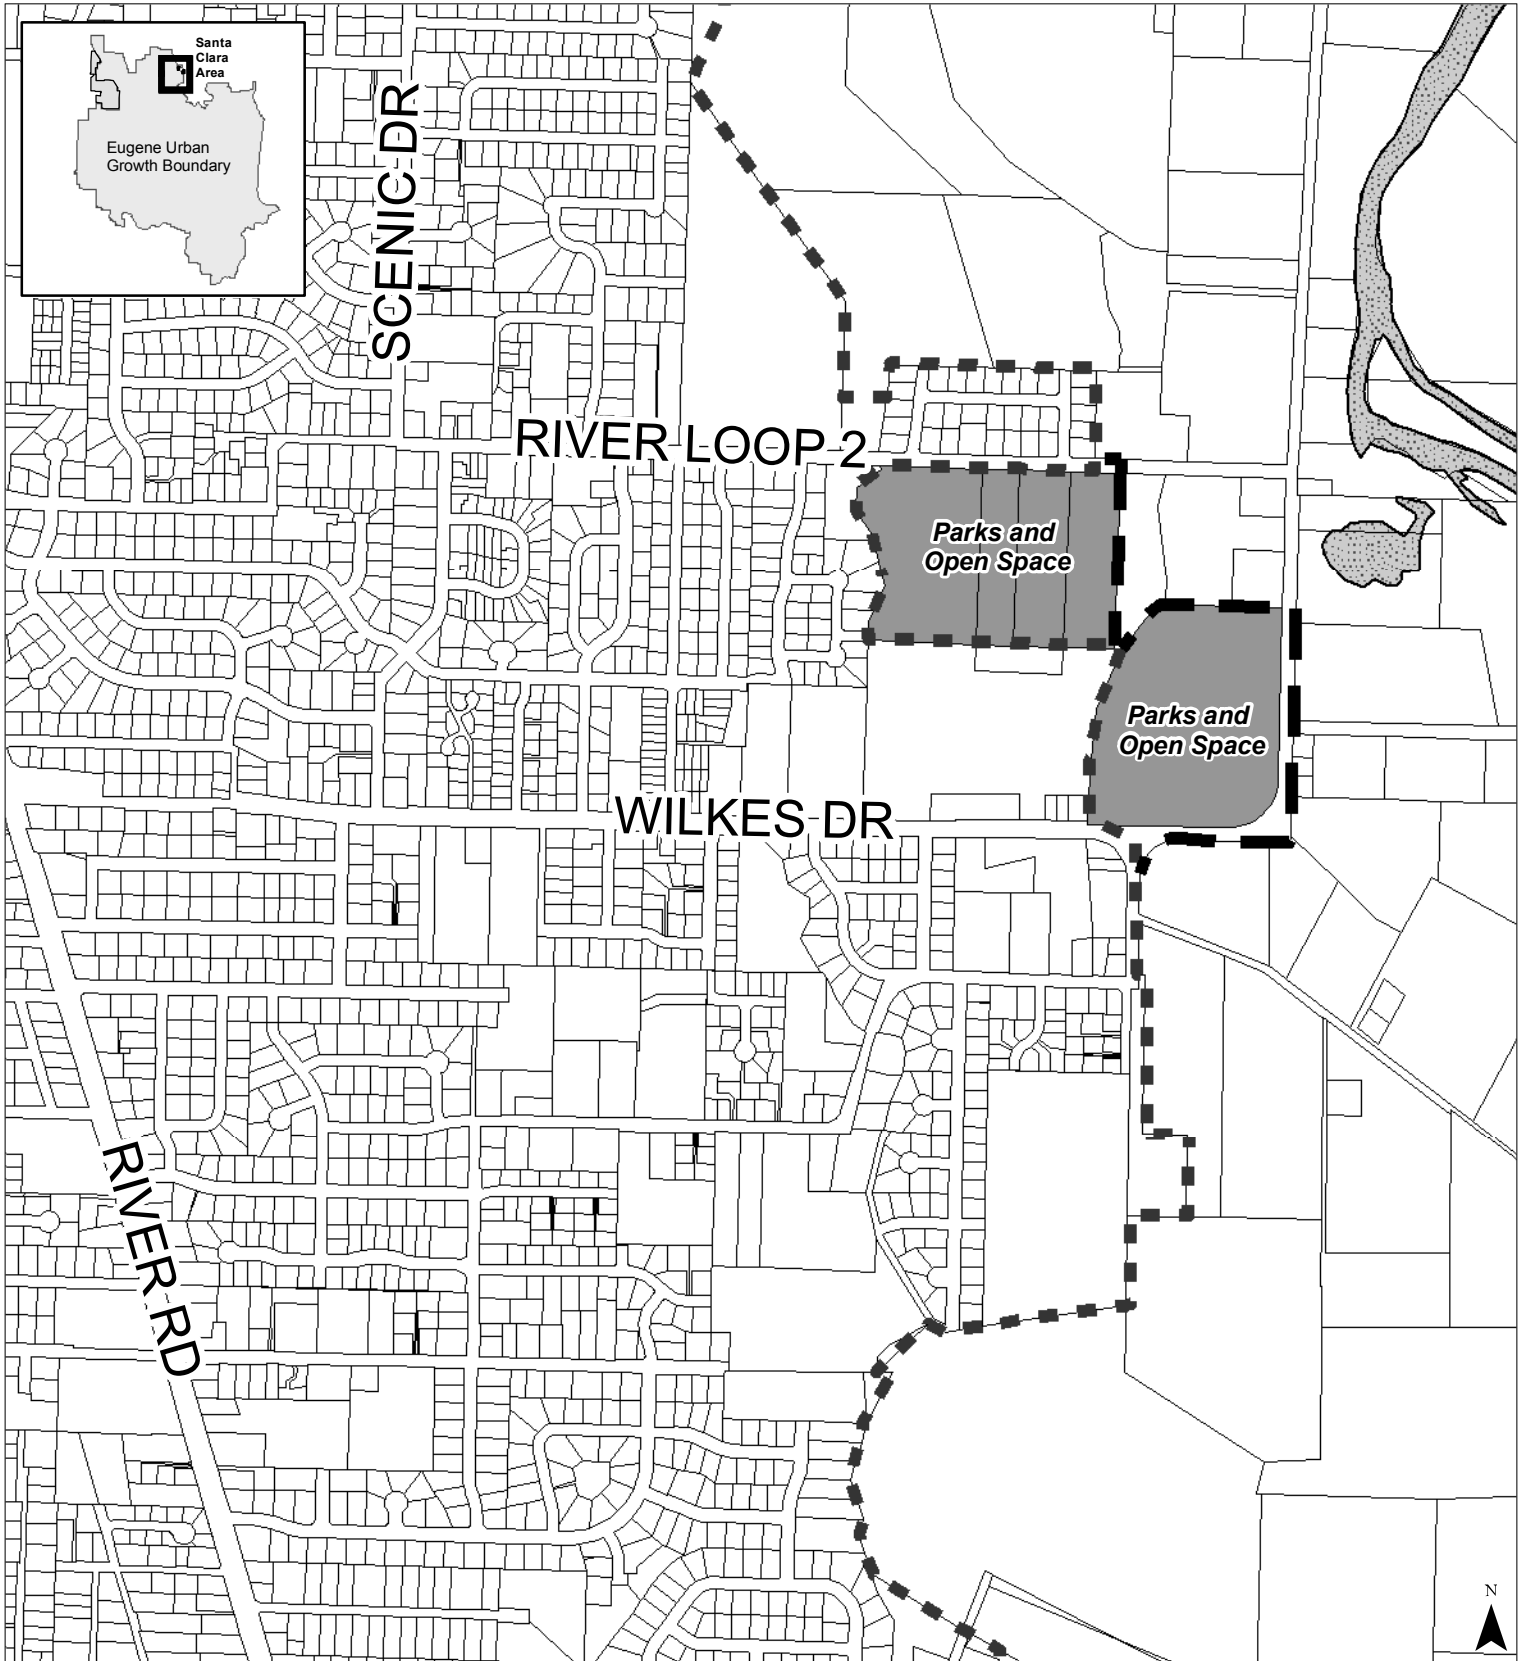 Santa
Clara
Area
Eugene Urban
Growth Boundary
SCENIC DR
RIVER LOOP 2
Parks and
Open Space
Parks and
Open Space
WILKES DR
RIVER RD
N